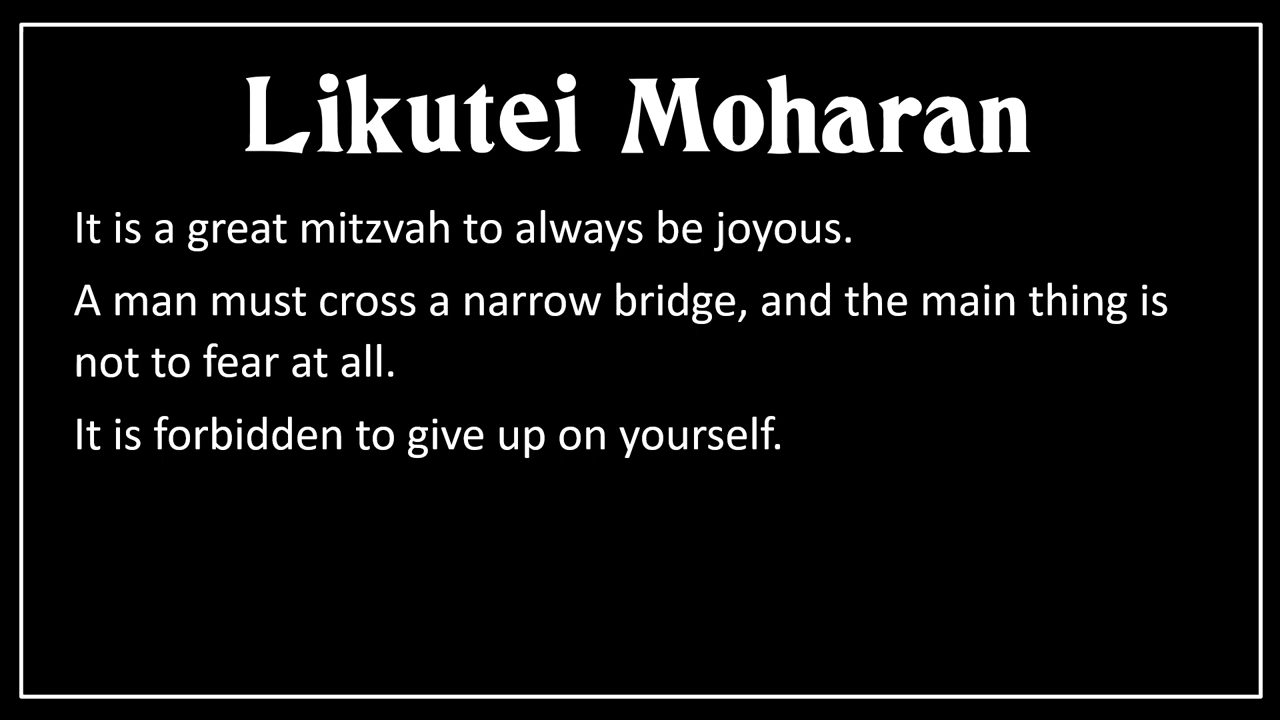 Likutei Moharan
It is a great mitzvah to always be joyous.
A man must cross a narrow bridge, and the main thing is
not to fear at all.
It is forbidden to give up on yourself.